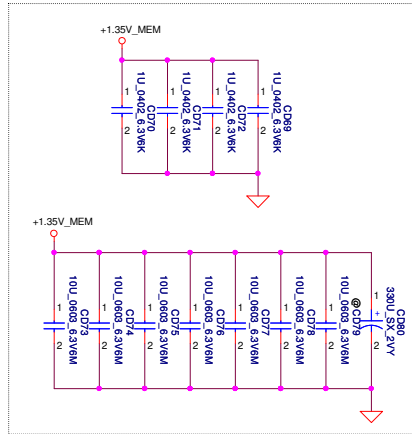 +1.35V_MEM
1
2
CD70
1U_0402_6.3V6K
1
2
CD71
1U_0402_6.3V6K
1
2
CD72
1U_0402_6.3V6K
1
2
CD69
1U_0402_6.3V6K
+1.35V_MEM
1
2
CD73
10U_0603_6.3V6M
1
2
CD74
10U_0603_6.3V6M
1
2
CD75
10U_0603_6.3V6M
1
2
CD76
10U_0603_6.3V6M
1
2
CD77
10U_0603_6.3V6M
1
2
CD78
10U_0603_6.3V6M
1
2
@CD79
10U_0603_6.3V6M
1
+
2
CD80
330U_SX_2VY